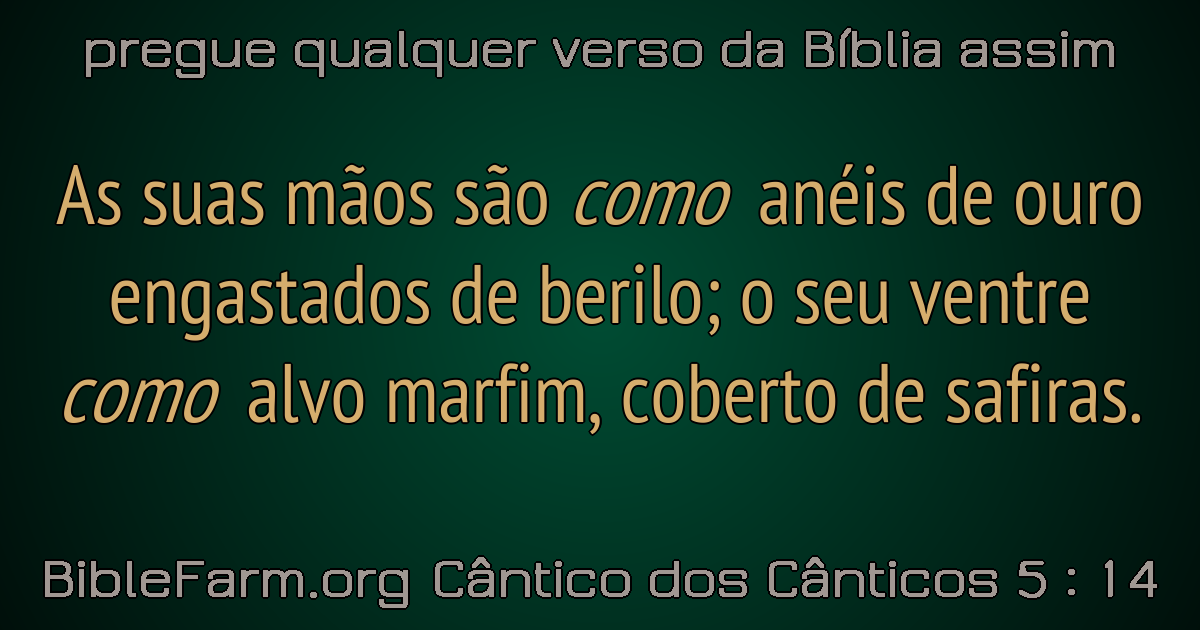 pregue qualquer verso da Bíblia assim
As suas mãos são como anéis de ouro
engastados de berilo; o seu ventre
como alvo marfim, coberto de safiras.
BibleFarm.org Cântico dos Cânticos 5 : 14